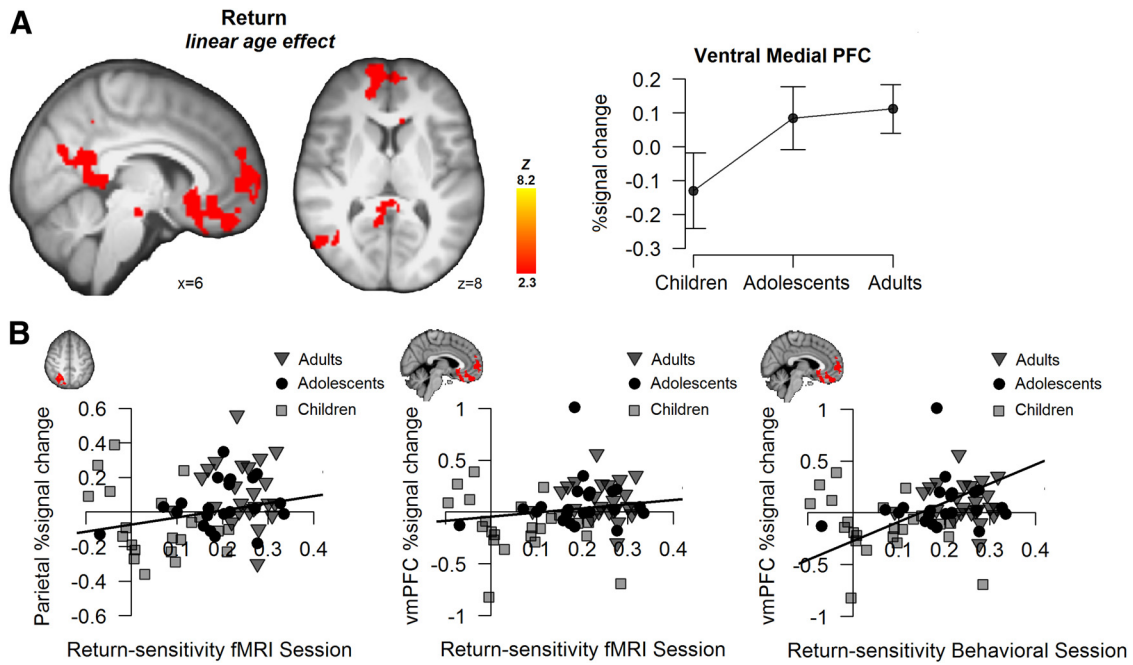 A
Return
linear age effect
x=6
z=8
Z
8.2
2.3
Ventral Medial PFC
%signal change
0.2
0.1
0.0
-0.1
-0.2
-0.3
Children Adolescents Adults
B
Adults
Adolescents
Children
Parietal %signal change
0.6
0.4
0.2
0
-0.2
-0.4
-0.6
0.1 0.2 0.3 0.4
Return-sensitivity fMRI Session
Adults
Adolescents
Children
vmPFC %signal change
1
0.5
0
-0.5
-1
0.1 0.2 0.3 0.4
Return-sensitivity fMRI Session
Adults
Adolescents
Children
vmPFC %signal change
1
0.5
0
-0.5
-1
0.1 0.2 0.3 0.4
Return-sensitivity Behavioral Session